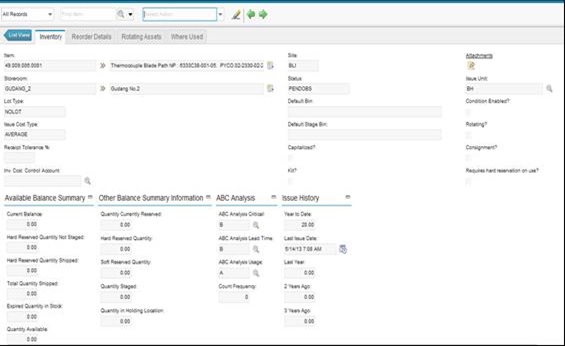 All Records Find Item Select Action
List View Inventory Reorder Details Rotating Assets Where Used
Item: Site: Attachments
49.009.005.0001 Thermocouple Blade Path NP : BLI
Storeroom: Status: Issue Unit:
GUDANG_2 Gudang No.2 PENDOBS BH
Lot Type: Default Bin: Condition Enabled?
NOLOT
Issue Cost Type: Default Stage Bin: Rotating?
AVERAGE
Receipt Tolerance %: Capitalized? Consignment?
Inv. Cost. Control Account: Kit? Requires hard reservation on use?
Available Balance Summary Other Balance Summary Information ABC Analysis Issue History
Current Balance: Quantity Currently Reserved: ABC Analysis Critical: Year to Date:
0.00 0.00 B 20.00
Hard Reserved Quantity Not Staged: Hard Reserved Quantity: ABC Analysis Lead Time: Last Issue Date:
0.00 0.00 B 5/14/13 7:08 AM
Hard Reserved Quantity Shipped: Soft Reserved Quantity: ABC Analysis Usage: Last Year:
0.00 0.00 A 0.00
Total Quantity Shipped: Quantity Staged: Count Frequency: 2 Years Ago:
0.00 0.00 0 0.00
Expired Quantity in Stock: Quantity in Holding Location: 3 Years Ago:
0.00 0.00 0.00
Quantity Available:
0.00